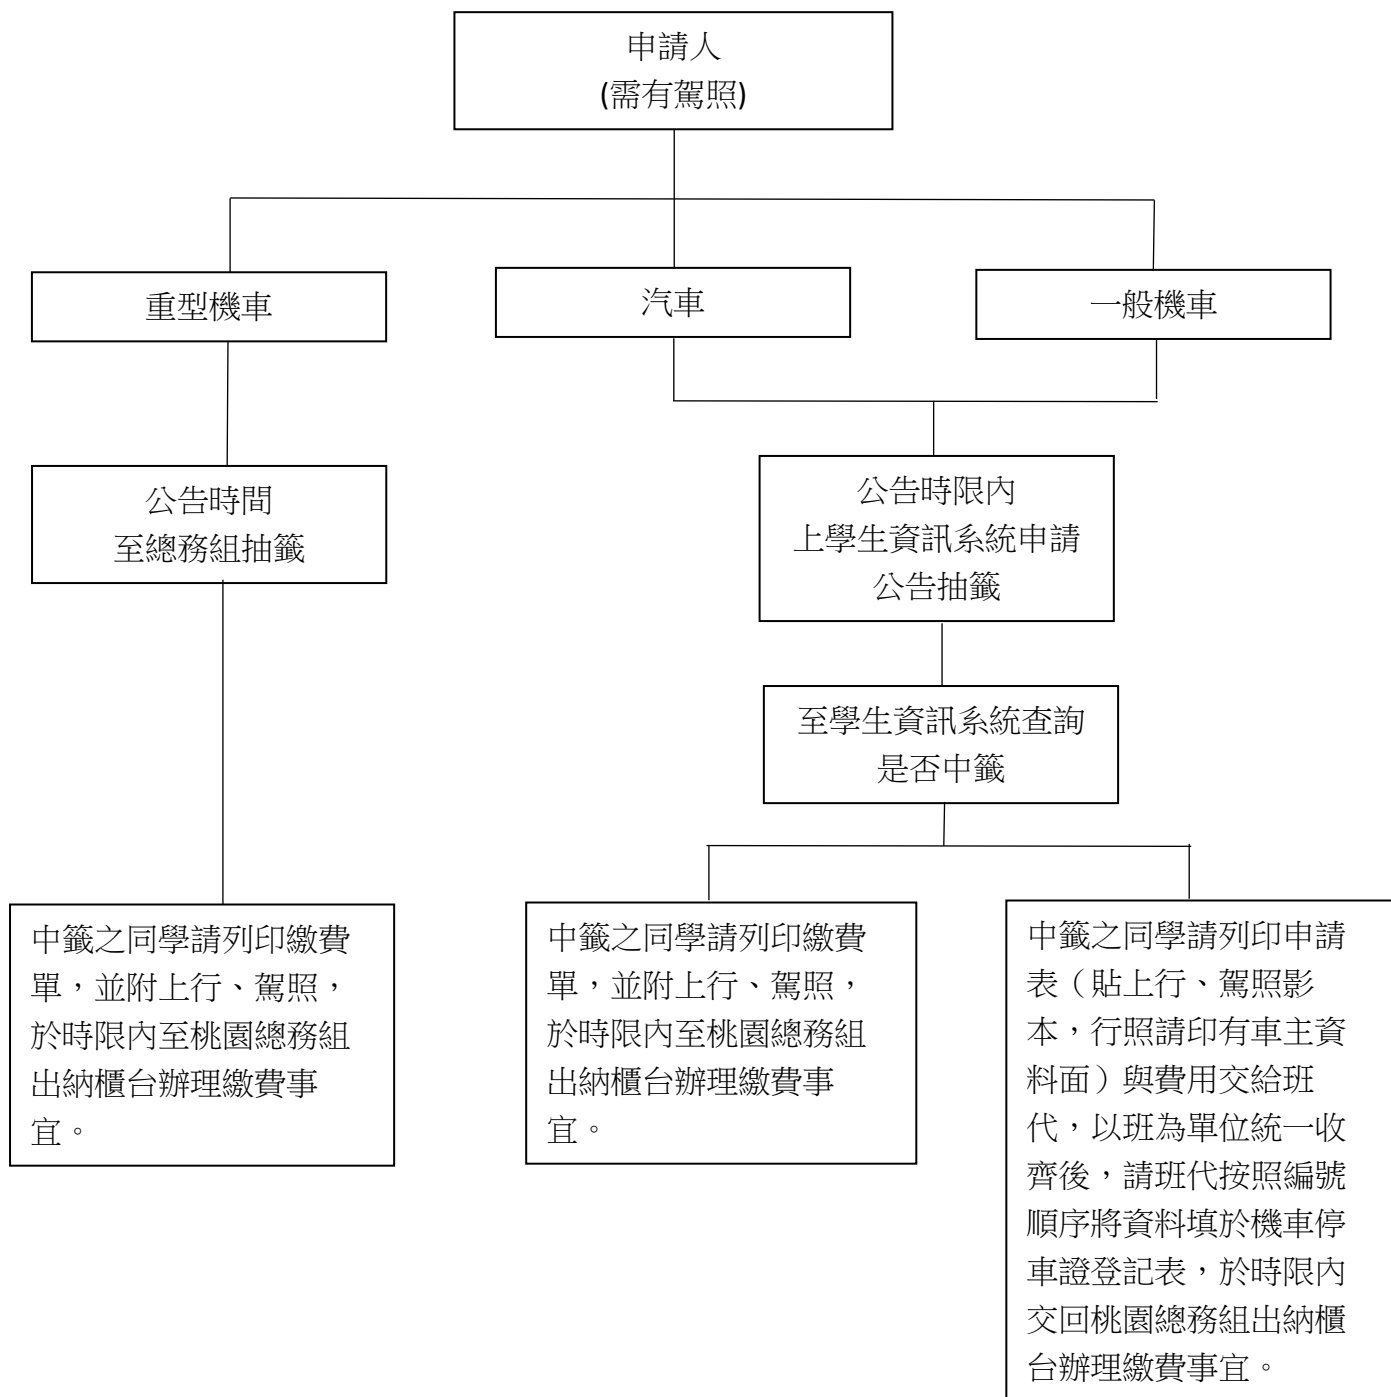 申請人
(需有駕照)
重型機車
汽車
一般機車
公告時間
至總務組抽籤
公告時限內
上學生資訊系統申請
公告抽籤
至學生資訊系統查詢
是否中籤
中籤之同學請列印繳費
單，並附上行、駕照，
於時限內至桃園總務組
出納櫃台辦理繳費事
宜。
中籤之同學請列印繳費
單，並附上行、駕照，
於時限內至桃園總務組
出納櫃台辦理繳費事
宜。
中籤之同學請列印申請
表（貼上行、駕照影
本，行照請印有車主資
料面）與費用交給班
代，以班為單位統一收
齊後，請班代按照編號
順序將資料填於機車停
車證登記表，於時限內
交回桃園總務組出納櫃
台辦理繳費事宜。